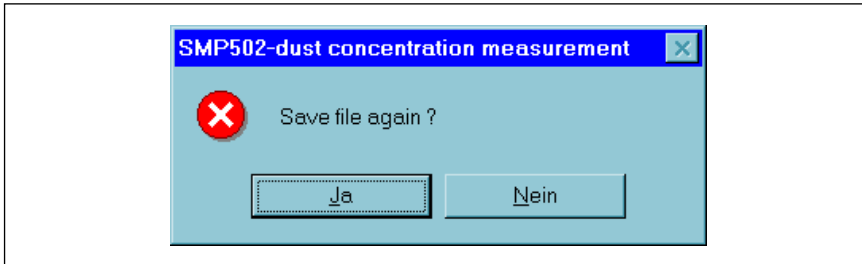 SMP502-dust concentration measurement
Save file again ?
Ja
Nein